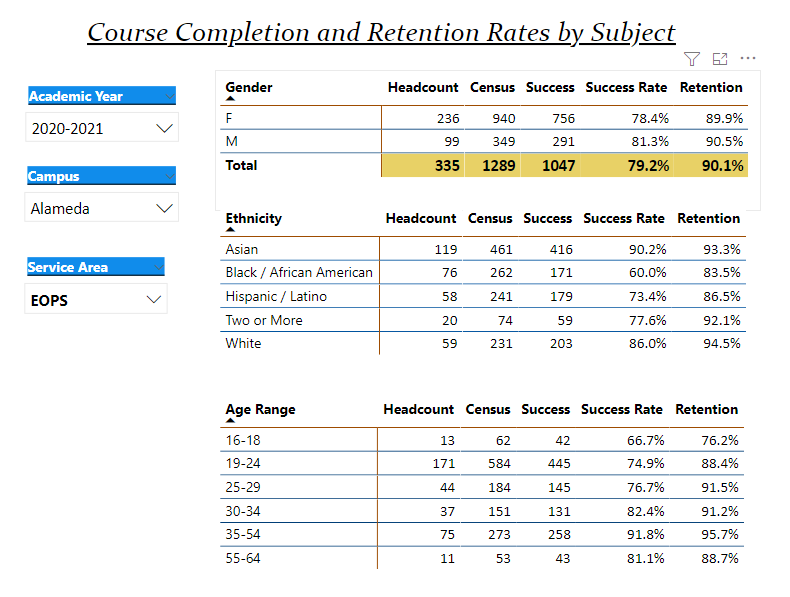 Course Completion and Retention Rates by Subject
Academic Year
2020-2021
Campus
Alameda
Service Area
EOPS
Gender Headcount Census Success Success Rate Retention
F 236 940 756 78.4% 89.9%
M 99 349 291 81.3% 90.5%
Total 335 1289 1047 79.2% 90.1%
Ethnicity Headcount Census Success Success Rate Retention
Asian 119 461 416 90.2% 93.3%
Black / African American 76 262 171 60.0% 83.5%
Hispanic / Latino 58 241 179 73.4% 86.5%
Two or More 20 74 59 77.6% 92.1%
White 59 231 203 86.0% 94.5%
Age Range Headcount Census Success Success Rate Retention
16-18 13 62 42 66.7% 76.2%
19-24 171 584 445 74.9% 88.4%
25-29 44 184 145 76.7% 91.5%
30-34 37 151 131 82.4% 91.2%
35-54 75 273 258 91.8% 95.7%
55-64 11 53 43 81.1% 88.7%